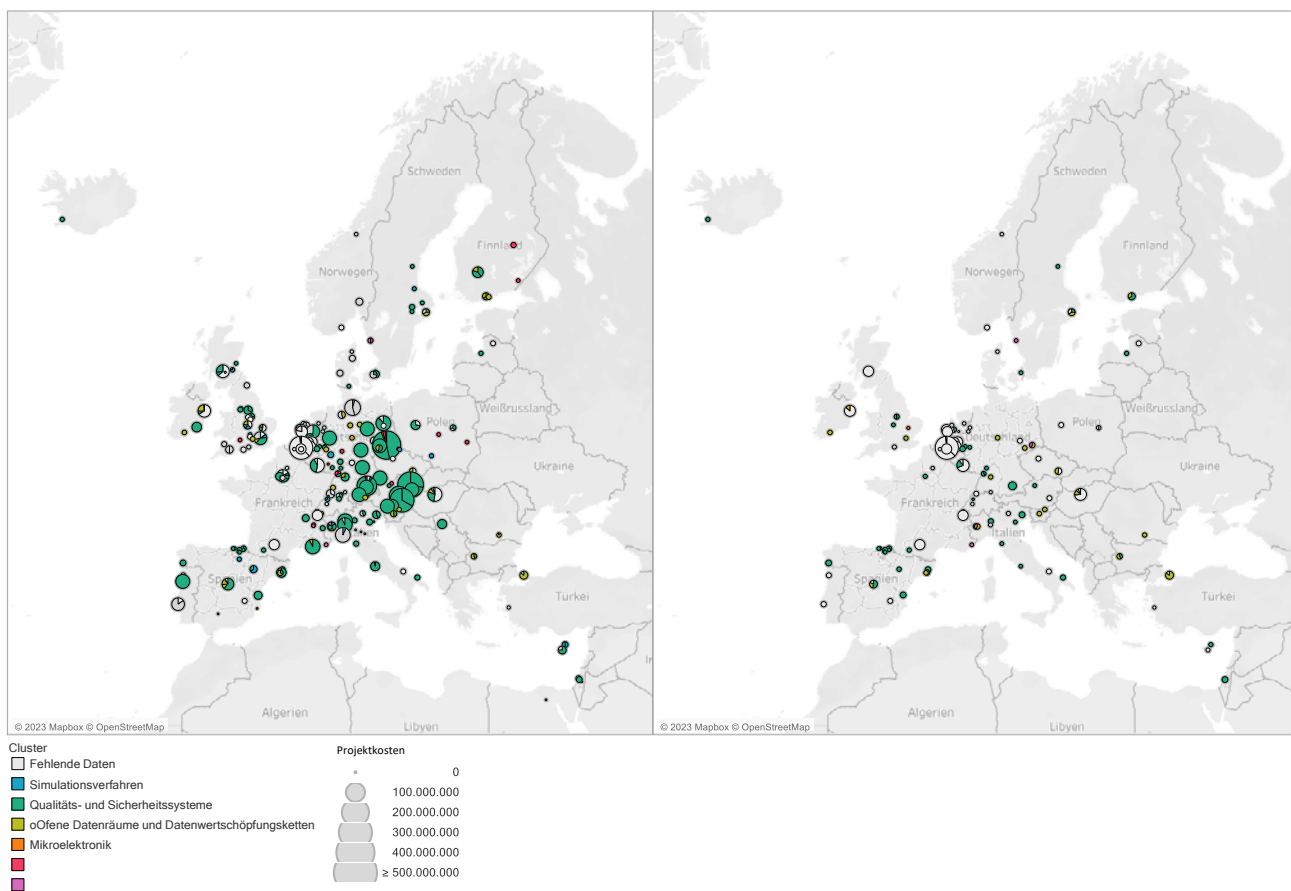 Schweden
Finnland
Norwegen
Polen
Weißrussland
Ukraine
Frankreich
Spanien
Türkei
Algerien
Libyen
© 2023 Mapbox © OpenStreetMap
Schweden
Finnland
Norwegen
Polen
Weißrussland
Deutschland
Ukraine
Frankreich
Italien
Spanien
Türkei
Algerien
Libyen
© 2023 Mapbox © OpenStreetMap
Cluster
Fehlende Daten
Simulationsverfahren
Qualitäts- und Sicherheitssysteme
oOfene Datenräume und Datenwertschöpfungsketten
Mikroelektronik
Projektkosten
0
100.000.000
200.000.000
300.000.000
400.000.000
≥ 500.000.000